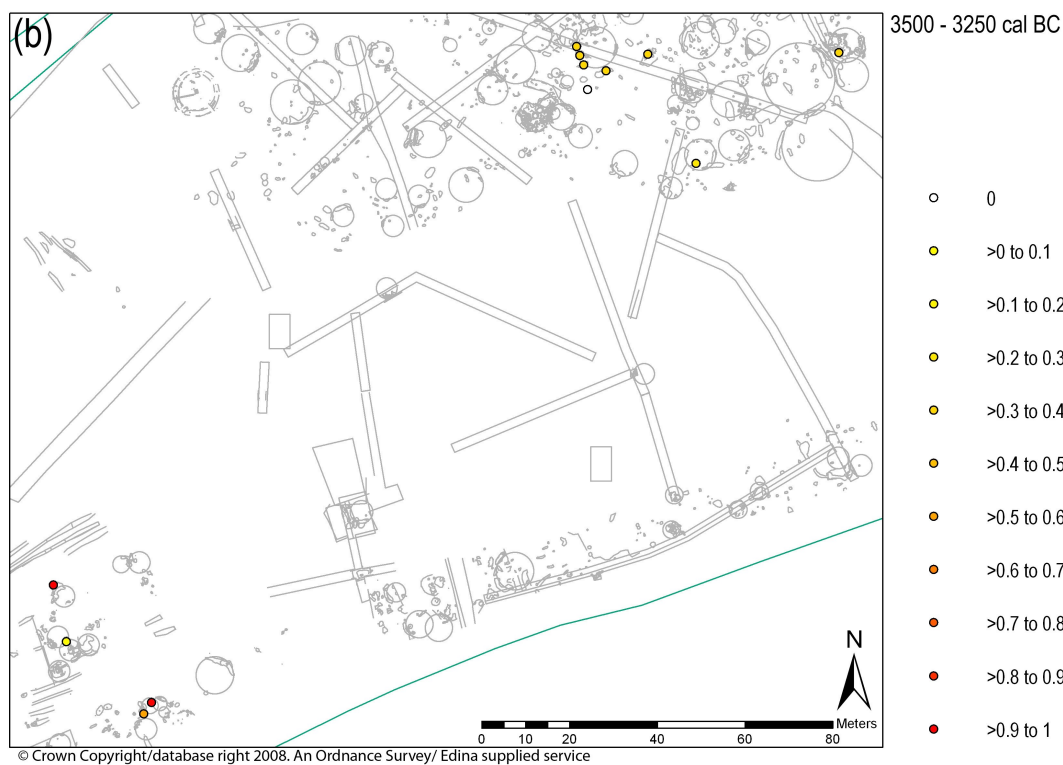 (b)
3500 - 3250 cal BC
0
>0 to 0.1
>0.1 to 0.2
>0.2 to 0.3
>0.3 to 0.4
>0.4 to 0.5
>0.5 to 0.6
>0.6 to 0.7
>0.7 to 0.8
>0.8 to 0.9
>0.9 to 1
N
Meters
0 10 20 40 60 80
© Crown Copyright/database right 2008. An Ordnance Survey/ Edina supplied service